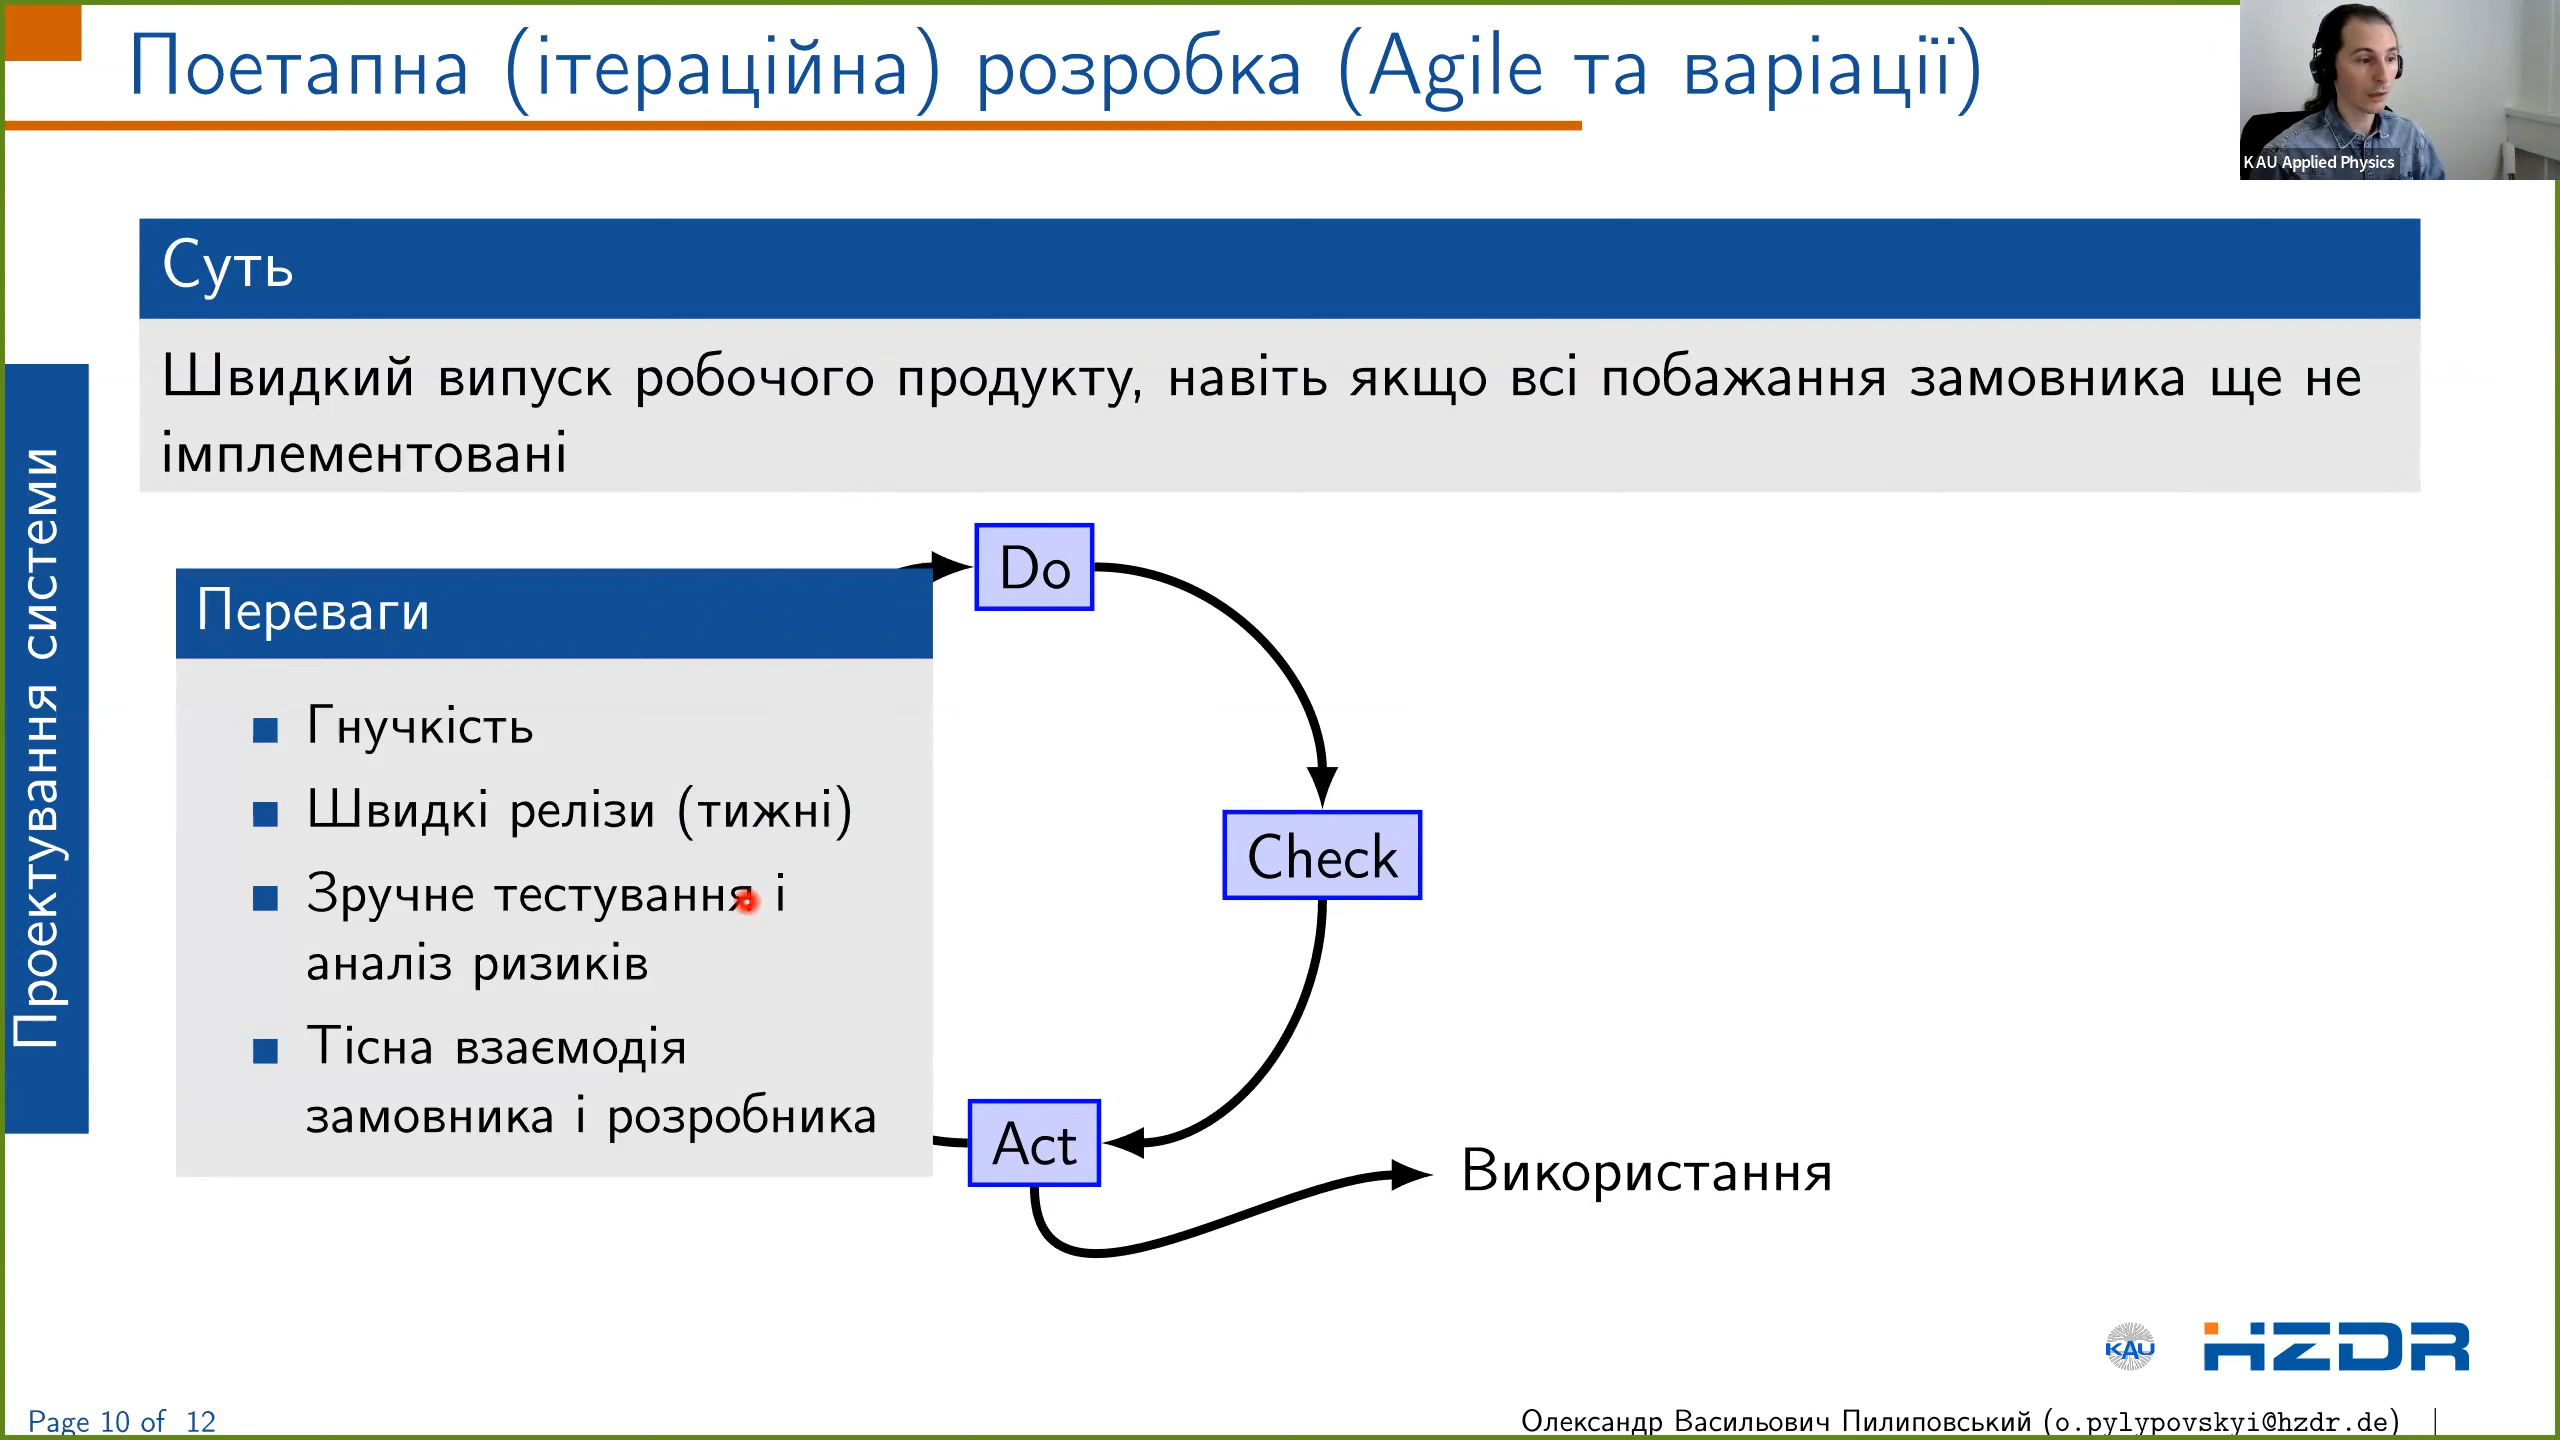 Поетапна (ітераційна) розробка (Agile та варіації)
KAU Applied Physics
Суть
Швидкий випуск робочого продукту, навіть якщо всі побажання замовника ще не
імплементовані
Проектування системи
Переваги
Гнучкість
Швидкі релізи (тижні)
Зручне тестування і
аналіз ризиків
Тісна взаємодія
замовника і розробника
Do
Check
Act
Використання
KAU
HZDR
Page 10 of 12
Олександр Васильович Пилиповський (o.pylypovskyi@hzdr.de)